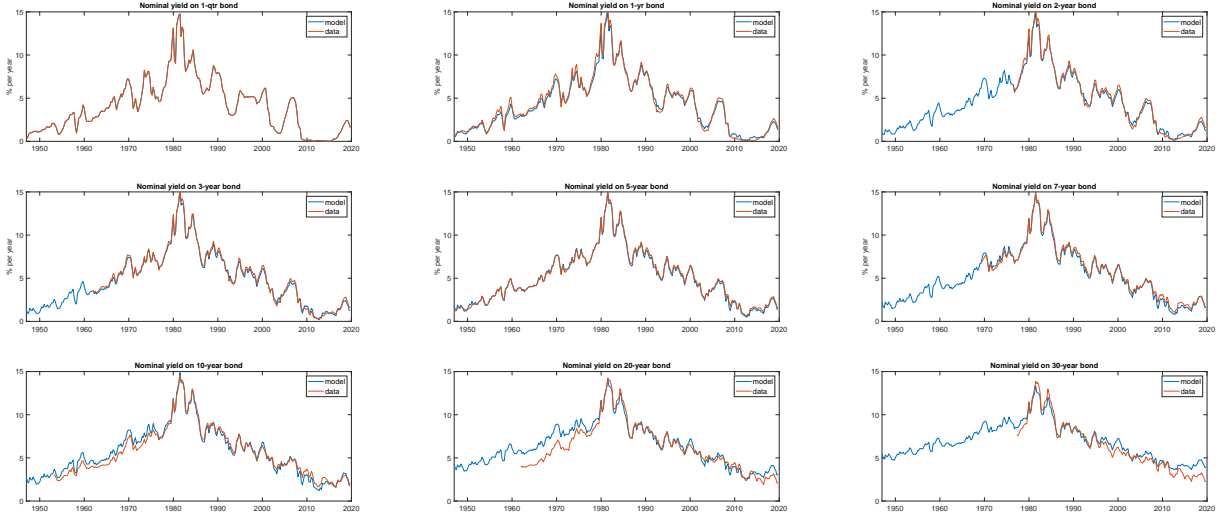 Nominal yield on 1-qtr bond
15
10
5
0
% per year
1950 1960 1970 1980 1990 2000 2010 2020
model
data
Nominal yield on 1-yr bond
15
10
5
0
1950 1960 1970 1980 1990 2000 2010 2020
model
data
Nominal yield on 2-year bond
15
10
5
0
% per year
1950 1960 1970 1980 1990 2000 2010 2020
model
data
Nominal yield on 3-year bond
15
10
5
0
% per year
1950 1960 1970 1980 1990 2000 2010 2020
model
data
Nominal yield on 5-year bond
15
10
5
0
1950 1960 1970 1980 1990 2000 2010 2020
model
data
Nominal yield on 7-year bond
15
10
5
0
% per year
1950 1960 1970 1980 1990 2000 2010 2020
model
data
Nominal yield on 10-year bond
15
10
5
0
1950 1960 1970 1980 1990 2000 2010 2020
model
data
Nominal yield on 20-year bond
15
10
5
0
1950 1960 1970 1980 1990 2000 2010 2020
model
data
Nominal yield on 30-year bond
15
10
5
0
1950 1960 1970 1980 1990 2000 2010 2020
model
data